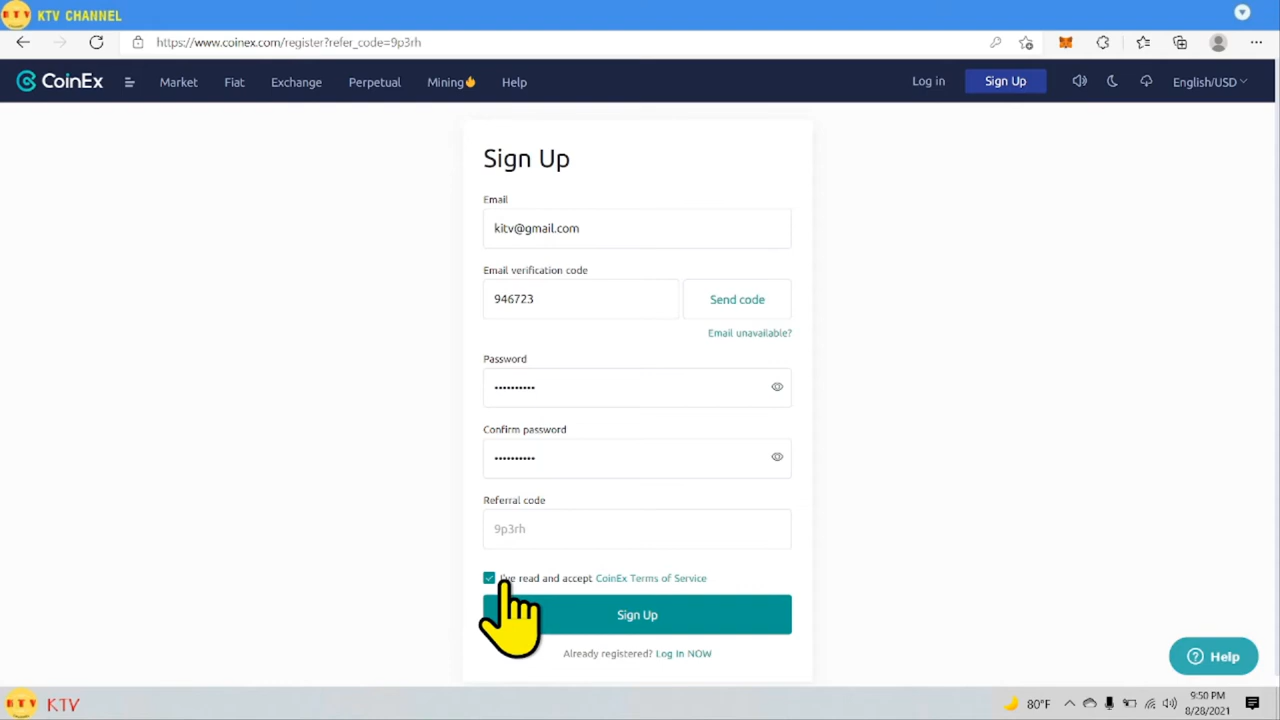 KTV CHANNEL
https://www.coinex.com/register?refer_code=9p3rh
CoinEx Market Fiat Exchange Perpetual Mining Help Log in Sign Up English/USD
Sign Up
Email
kitv@gmail.com
Email verification code
946723 Send code
Email unavailable?
Password
••••••••••
Confirm password
••••••••••
Referral code
9p3rh
I've read and accept CoinEx Terms of Service
Sign Up
Already registered? Log In NOW
Help
KTV
80°F
9:50 PM
8/28/2021